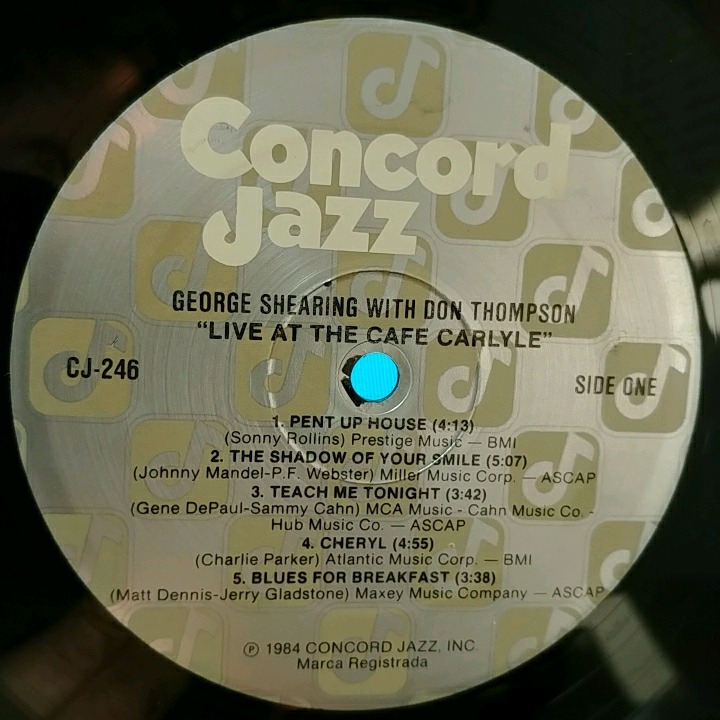 Concord
Jazz
GEORGE SHEARING WITH DON THOMPSON
"LIVE AT THE CAFE CARLYLE"
CJ-246
SIDE ONE
1. PENT UP HOUSE (4:13)
(Sonny Rollins) Prestige Music — BMI
2. THE SHADOW OF YOUR SMILE (5:07)
(Johnny Mandel-P.F. Webster) Miller Music Corp. — ASCAP
3. TEACH ME TONIGHT (3:42)
(Gene DePaul-Sammy Cahn) MCA Music - Cahn Music Co. -
Hub Music Co. — ASCAP
4. CHERYL (4:55)
(Charlie Parker) Atlantic Music Corp. — BMI
5. BLUES FOR BREAKFAST (3:38)
(Matt Dennis-Jerry Gladstone) Maxey Music Company — ASCAP
℗ 1984 CONCORD JAZZ, INC.
Marca Registrada